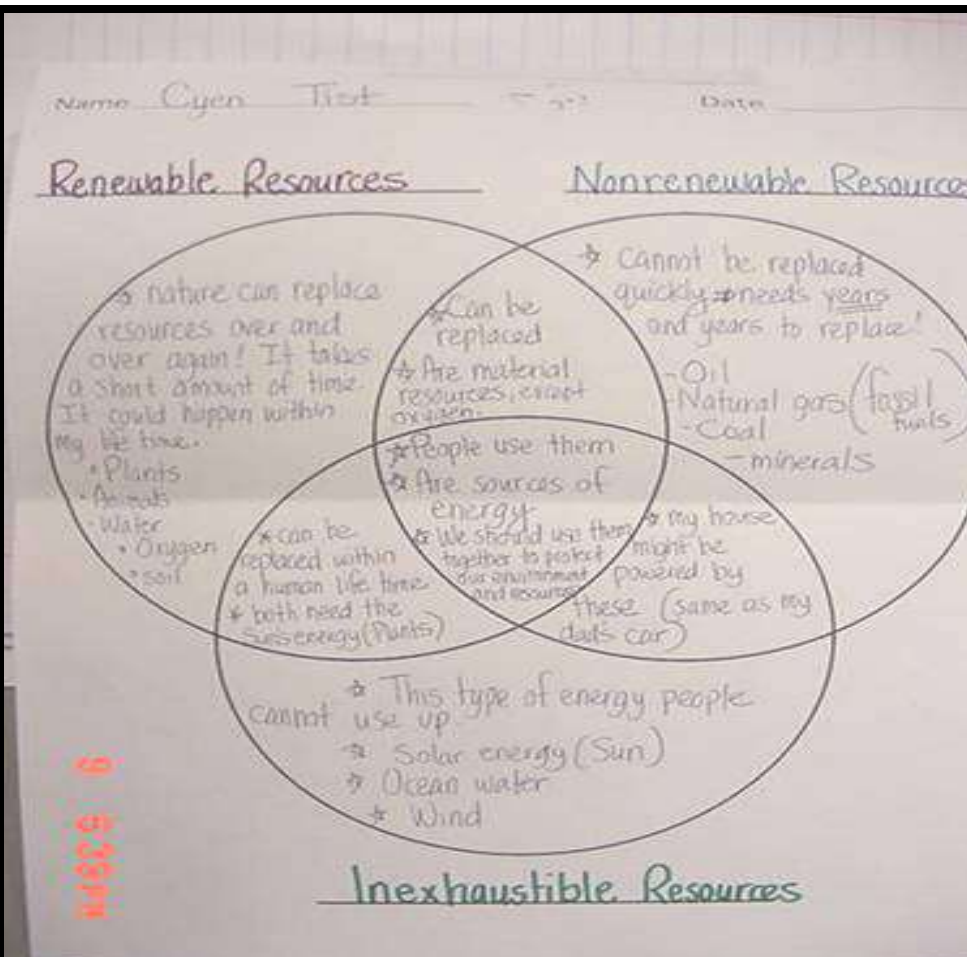 Name Cyen
Date
Renewable Resources
Nonrenewable Resources
☆ nature can replace
resources over and
over again! It takes
a short amount of time.
It could happen within
my life time.
• Plants
• Animals
• Water
• Oxygen
• soil
☆ Can be
replaced
☆ Are material
resources, except
oxygen.
☆ Cannot be replaced
quickly → needs years
and years to replace!
- Oil
- Natural gas (fossil
fuals)
- Coal
- minerals
☆ People use them
☆ Are sources of
energy
☆ We should use them
together to protect
our environment
and resources
* can be
replaced within
a human life time
* both need the
sun's energy (Plants)
☆ my house
might be
powered by
these (same as my
dad's car)
☆ This type of energy people
cannot use up
☆ Solar energy (Sun)
☆ Ocean water
☆ Wind
Inexhaustible Resources